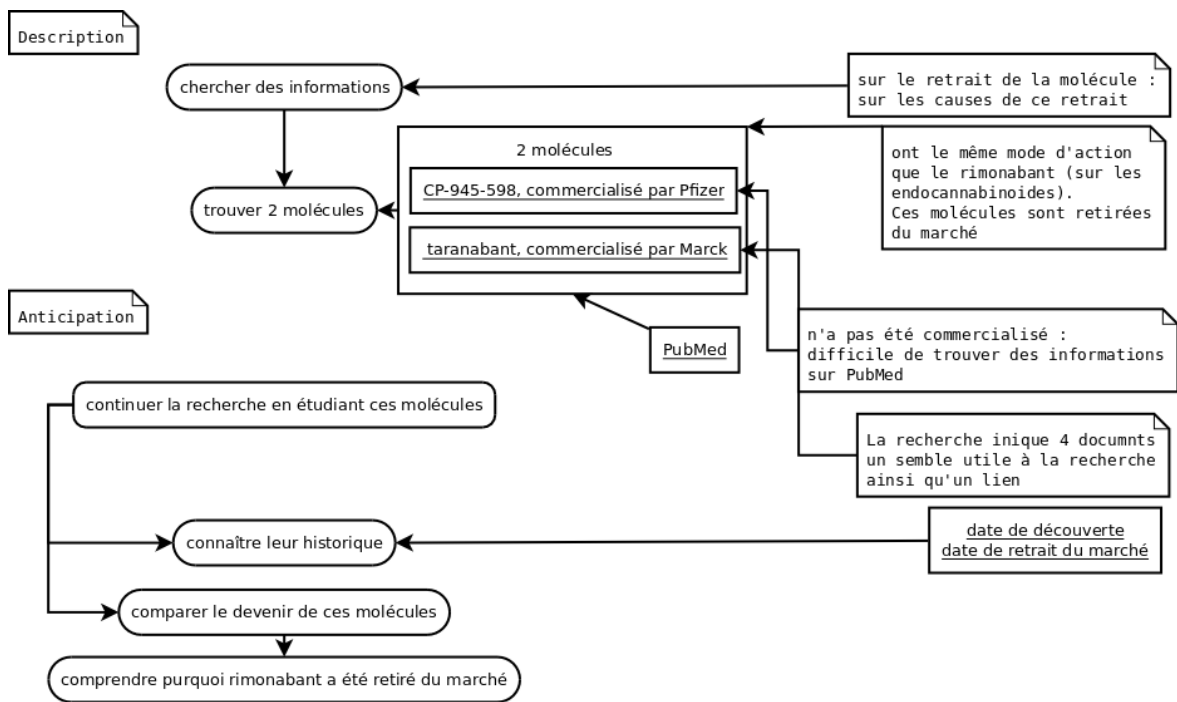 Description
chercher des informations
sur le retrait de la molécule :
sur les causes de ce retrait
2 molécules
CP-945-598, commercialisé par Pfizer
taranabant, commercialisé par Marck
ont le même mode d'action
que le rimonabant (sur les
endocannabinoides).
Ces molécules sont retirées
du marché
trouver 2 molécules
Anticipation
PubMed
n'a pas été commercialisé :
difficile de trouver des informations
sur PubMed
continuer la recherche en étudiant ces molécules
La recherche inique 4 documnts
un semble utile à la recherche
ainsi qu'un lien
connaître leur historique
date de découverte
date de retrait du marché
comparer le devenir de ces molécules
comprendre purquoi rimonabant a été retiré du marché